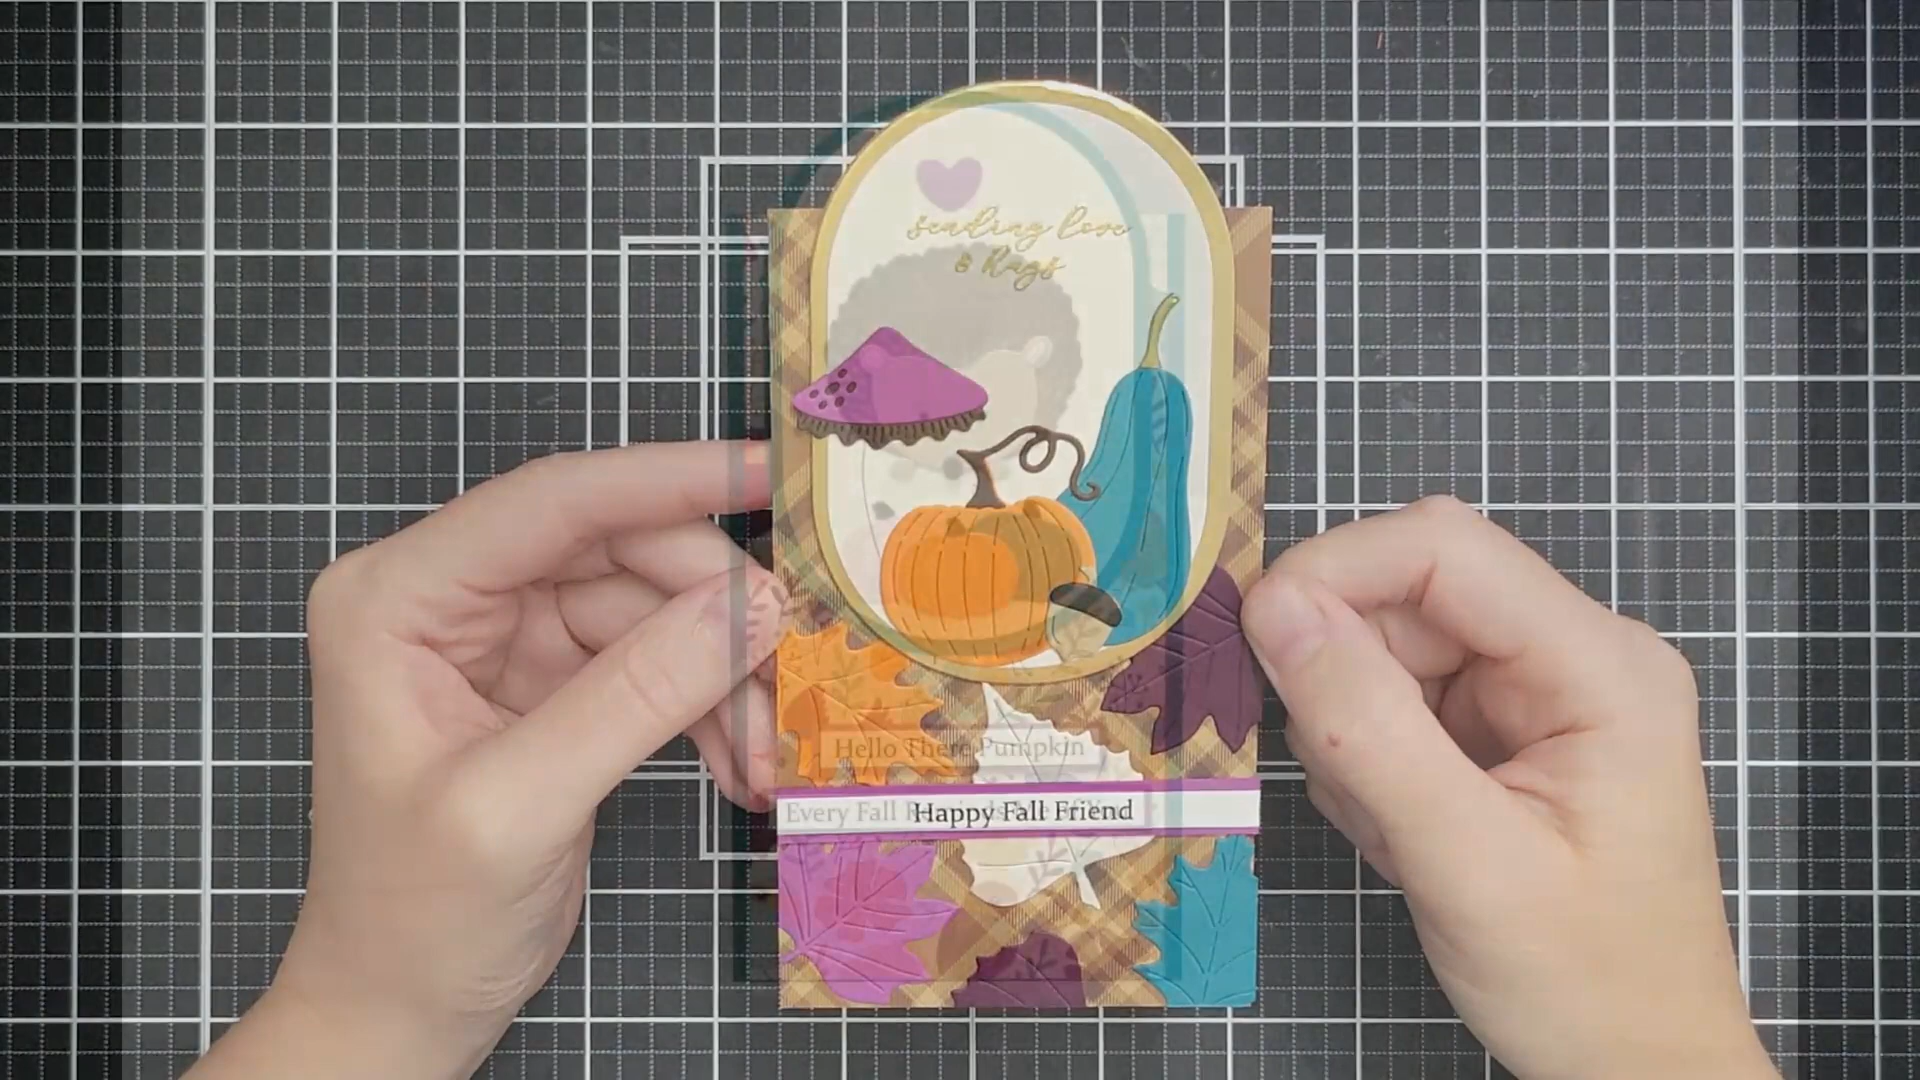 sending love
& hugs
Hello There Pumpkin
Every Fall
Happy Fall Friend